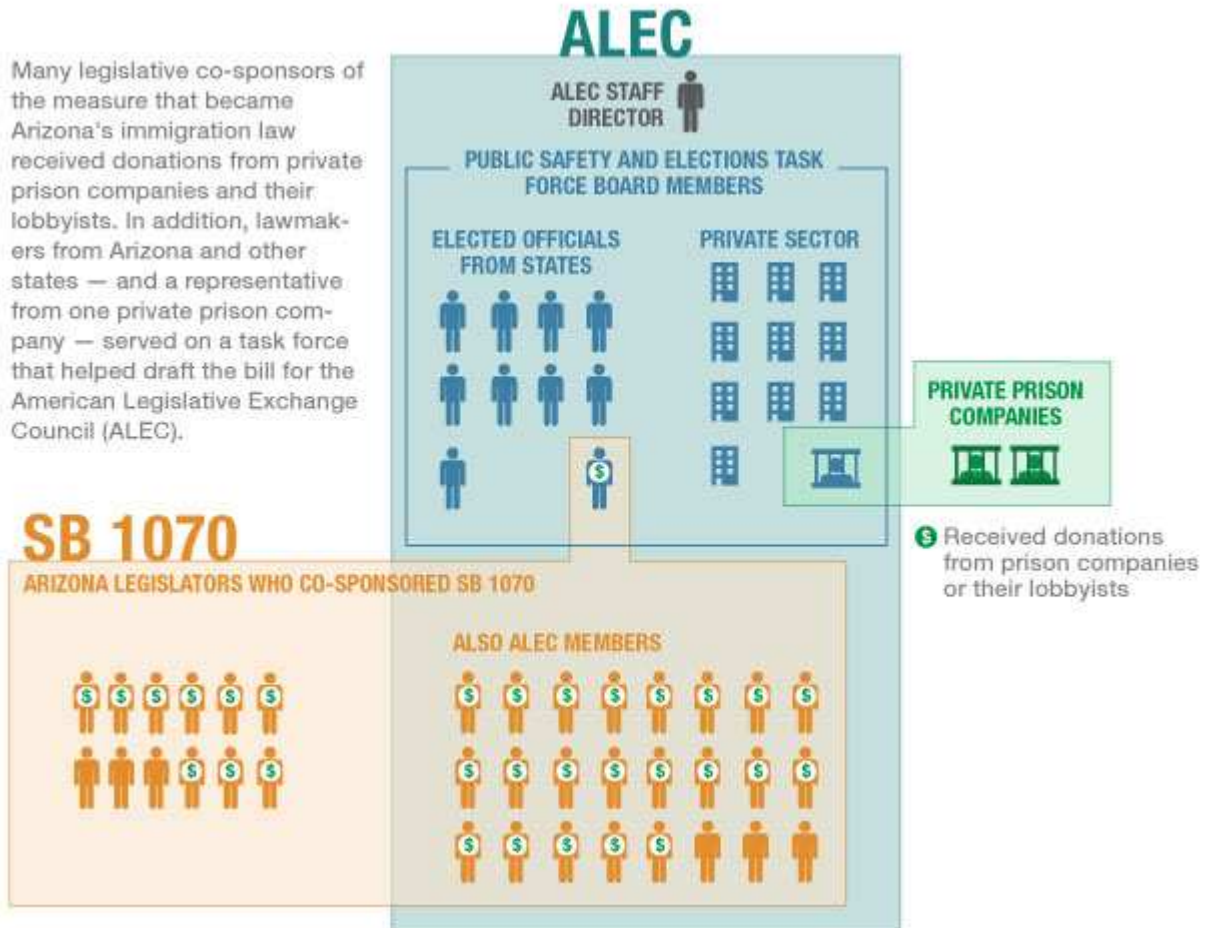 Many legislative co-sponsors of
the measure that became
Arizona's immigration law
received donations from private
prison companies and their
lobbyists. In addition, lawmak-
ers from Arizona and other
states — and a representative
from one private prison com-
pany — served on a task force
that helped draft the bill for the
American Legislative Exchange
Council (ALEC).
ALEC
ALEC STAFF
DIRECTOR
PUBLIC SAFETY AND ELECTIONS TASK
FORCE BOARD MEMBERS
ELECTED OFFICIALS
FROM STATES
PRIVATE SECTOR
$
PRIVATE PRISON
COMPANIES
$ Received donations
from prison companies
or their lobbyists
SB 1070
ARIZONA LEGISLATORS WHO CO-SPONSORED SB 1070
$ $ $ $ $ $
$ $ $
ALSO ALEC MEMBERS
$ $ $ $ $ $ $ $
$ $ $ $ $ $ $ $
$ $ $ $ $